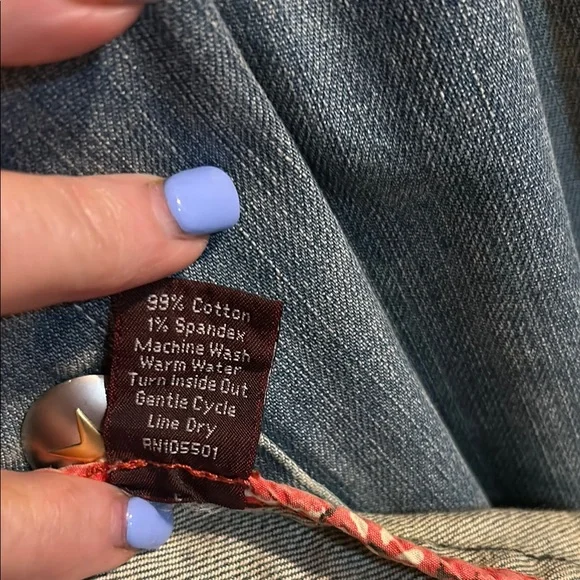 99% Cotton
1% Spandex
Machine Wash
Warm Water
Turn Inside Out
Gentle Cycle
Line Dry
RN105501